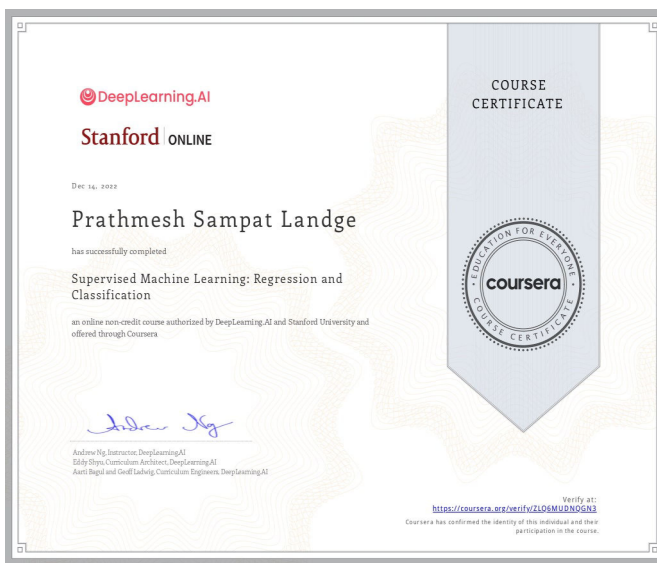 DeepLearning.AI
Stanford ONLINE
Dec 14, 2022
Prathmesh Sampat Landge
has successfully completed
Supervised Machine Learning: Regression and
Classification
an online non-credit course authorized by DeepLearning.AI and Stanford University and
offered through Coursera
Andrew Ng
Andrew Ng, Instructor, DeepLearning.AI
Eddy Shyu, Curriculum Architect, DeepLearning.AI
Aarti Bagul and Geoff Ladwig, Curriculum Engineers, DeepLearning.AI
COURSE
CERTIFICATE
EDUCATION FOR EVERYONE
coursera
COURSE CERTIFICATE
Verify at:
https://coursera.org/verify/ZLQ6MUDNQGN3
Coursera has confirmed the identity of this individual and their
participation in the course.